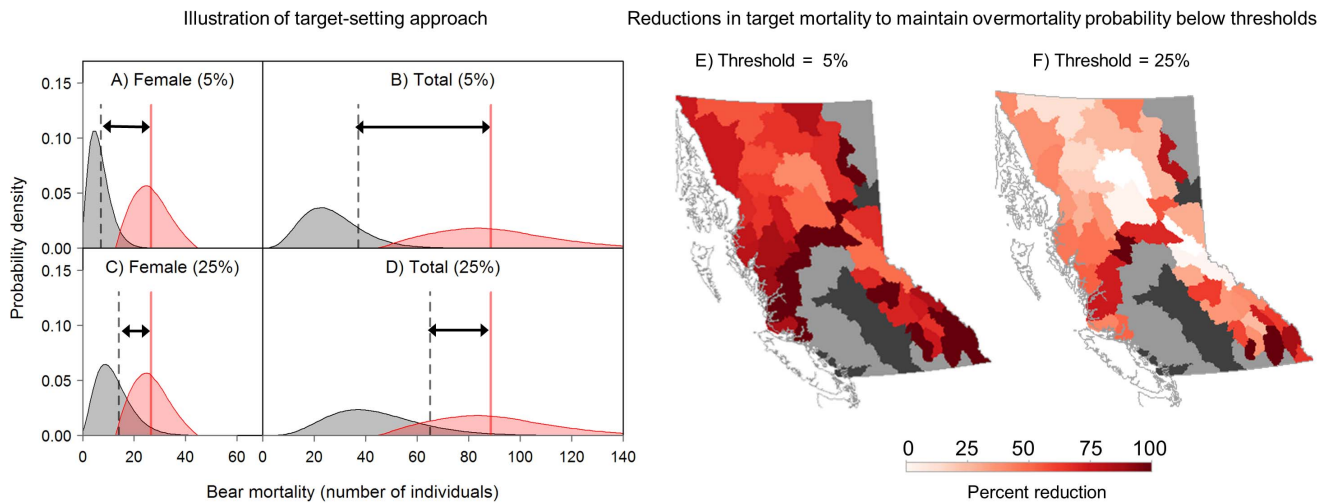 Illustration of target-setting approach
Reductions in target mortality to maintain overmortality probability below thresholds
A) Female (5%)
B) Total (5%)
C) Female (25%)
D) Total (25%)
Probability density
0.15
0.10
0.05
0.00
0.15
0.10
0.05
0.00
0 20 40 60 0 20 40 60 80 100 120 140
Bear mortality (number of individuals)
E) Threshold = 5%
F) Threshold = 25%
0 25 50 75 100
Percent reduction